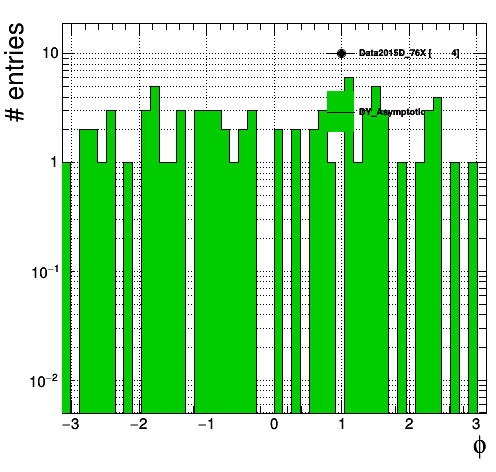 # entries
10
Data2015D_76X [ 4]
DY_Asymptotic
1
10⁻¹
10⁻²
−3 −2 −1 0 1 2 3
ϕ